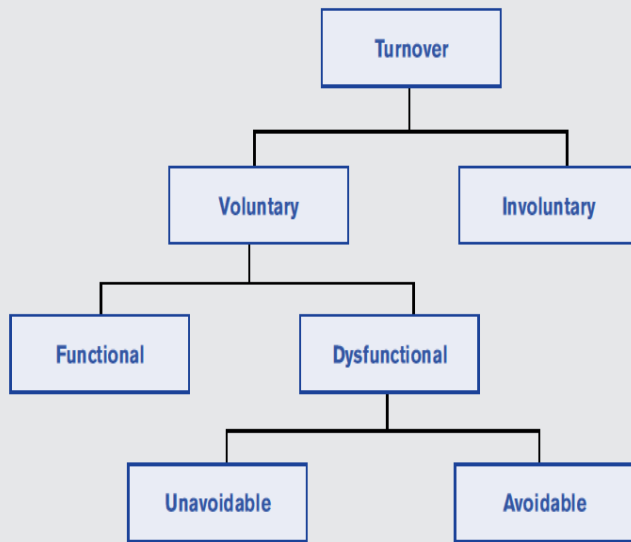 Turnover
Voluntary
Involuntary
Functional
Dysfunctional
Unavoidable
Avoidable